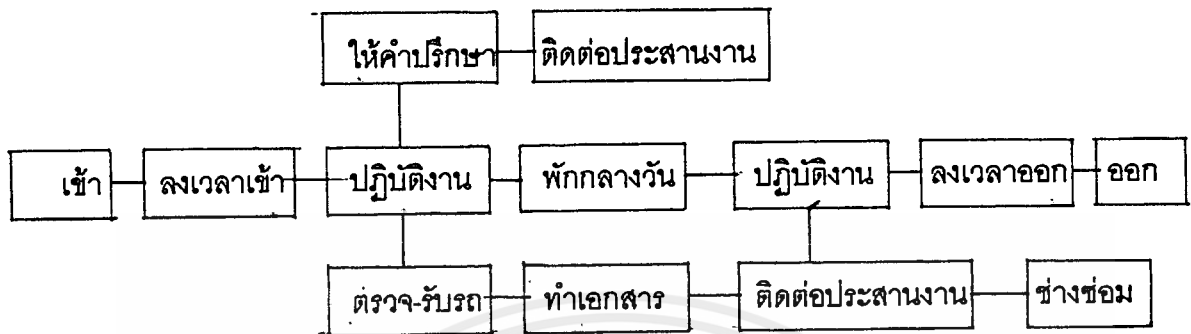 ให้คำปรึกษา ติดต่อประสานงาน
เข้า ลงเวลาเข้า ปฏิบัติงาน พักกลางวัน ปฏิบัติงาน ลงเวลาออก ออก
ตรวจ-รับรถ ทำเอกสาร ติดต่อประสานงาน ช่างซ่อม